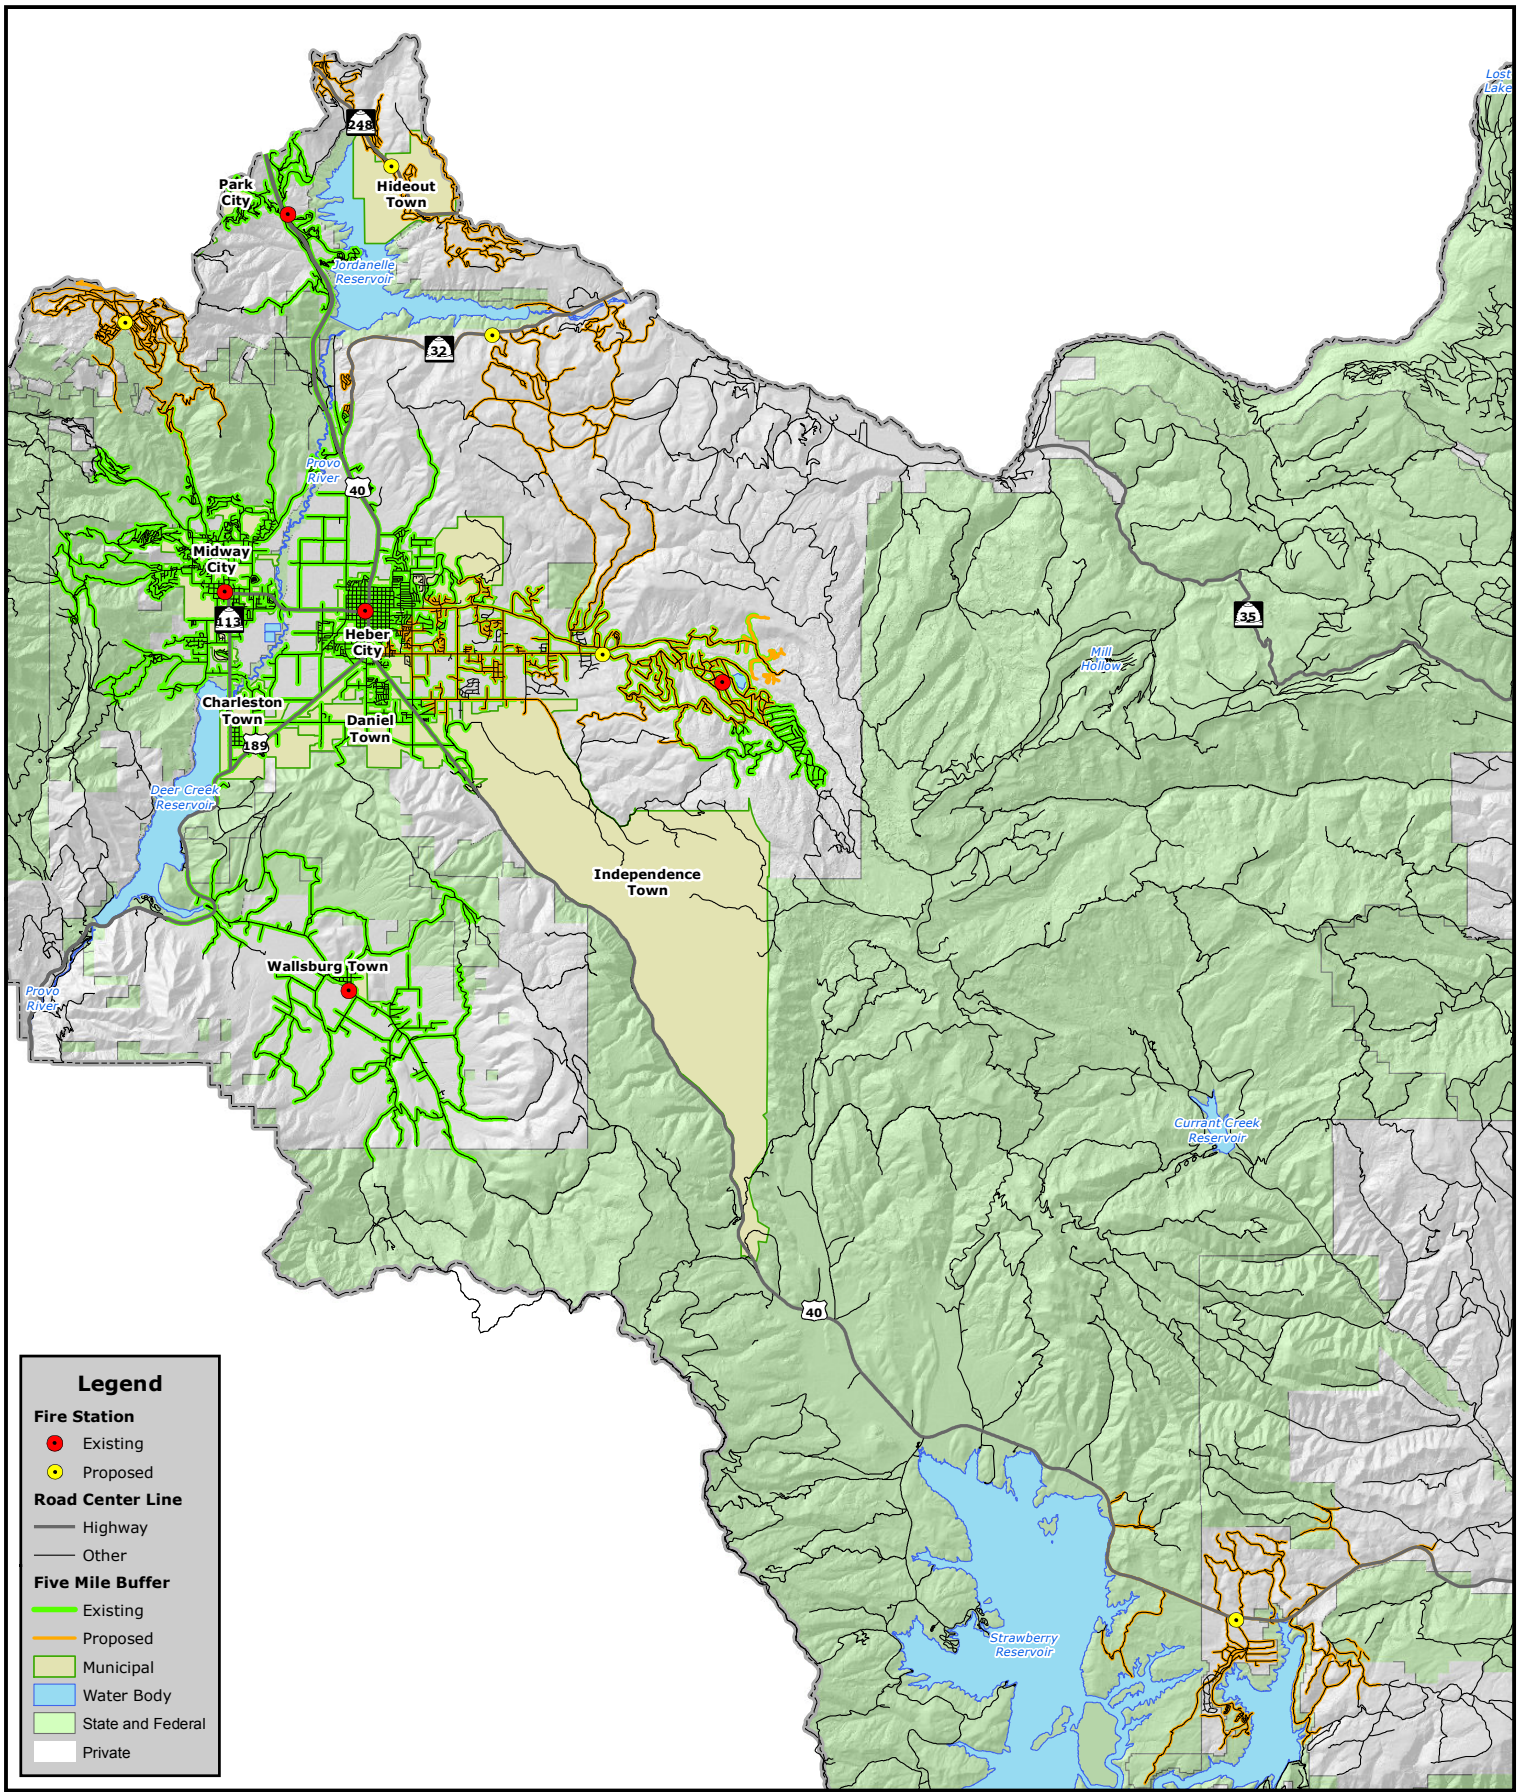 Lost
Lake
248
Park
City
Hideout
Town
Jordanelle
Reservoir
32
Provo
River
40
Midway
City
113
Heber
City
35
Mill
Hollow
Charleston
Town
Daniel
Town
189
Deer Creek
Reservoir
Independence
Town
Wallsburg Town
Provo
River
Currant Creek
Reservoir
40
Strawberry
Reservoir
Legend
Fire Station
Existing
Proposed
Road Center Line
Highway
Other
Five Mile Buffer
Existing
Proposed
Municipal
Water Body
State and Federal
Private